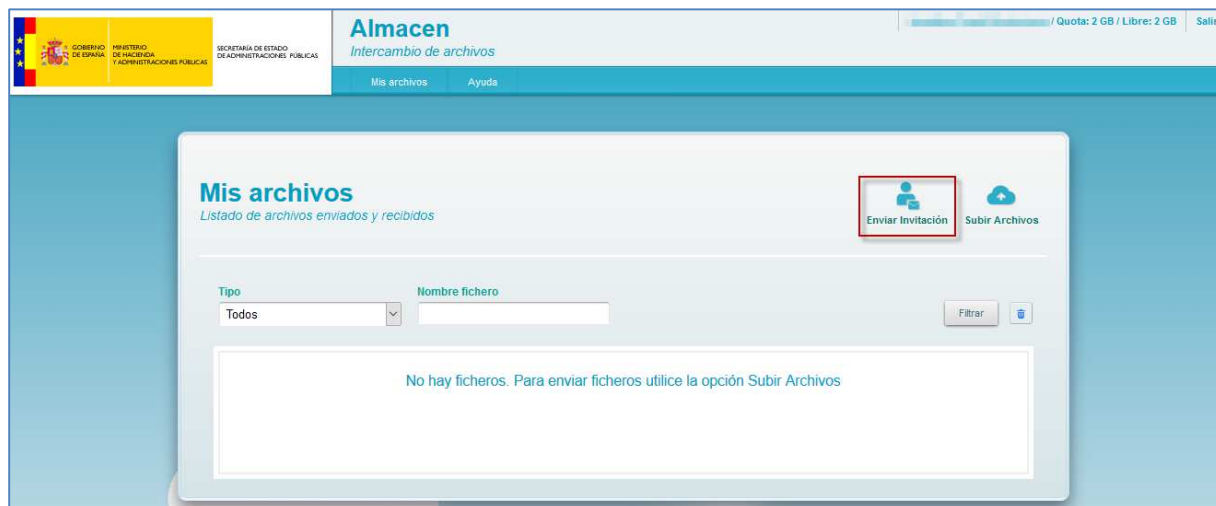 GOBIERNO DE ESPAÑA
MINISTERIO DE HACIENDA Y ADMINISTRACIONES PÚBLICAS
SECRETARÍA DE ESTADO DE ADMINISTRACIONES PÚBLICAS
Almacen
Intercambio de archivos
/ Quota: 2 GB / Libre: 2 GB
Mis archivos Ayuda
Mis archivos
Listado de archivos enviados y recibidos
Enviar Invitación Subir Archivos
Tipo Nombre fichero
Todos Filtrar
No hay ficheros. Para enviar ficheros utilice la opción Subir Archivos